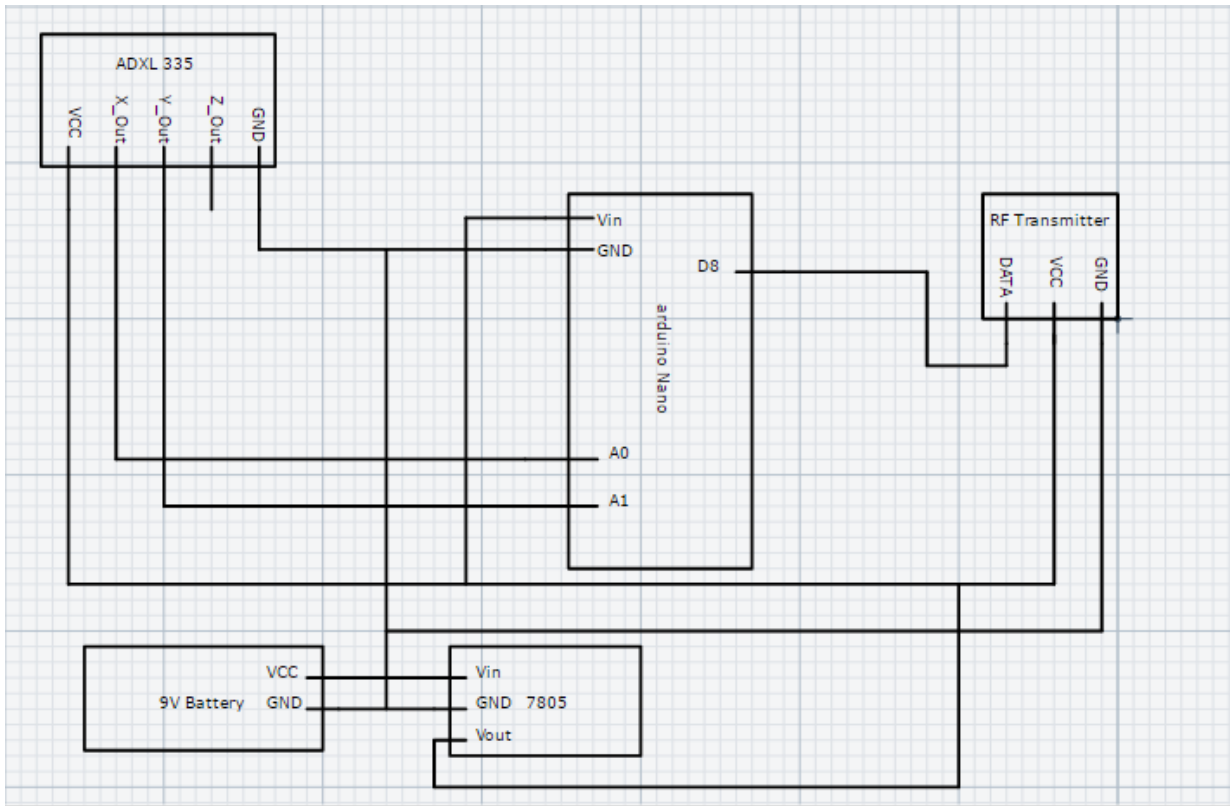 ADXL 335
VCC
X_Out
Y_Out
Z_Out
GND
Vin
GND
D8
arduino Nano
A0
A1
RF Transmitter
DATA
VCC
GND
9V Battery
VCC
GND
Vin
GND 7805
Vout